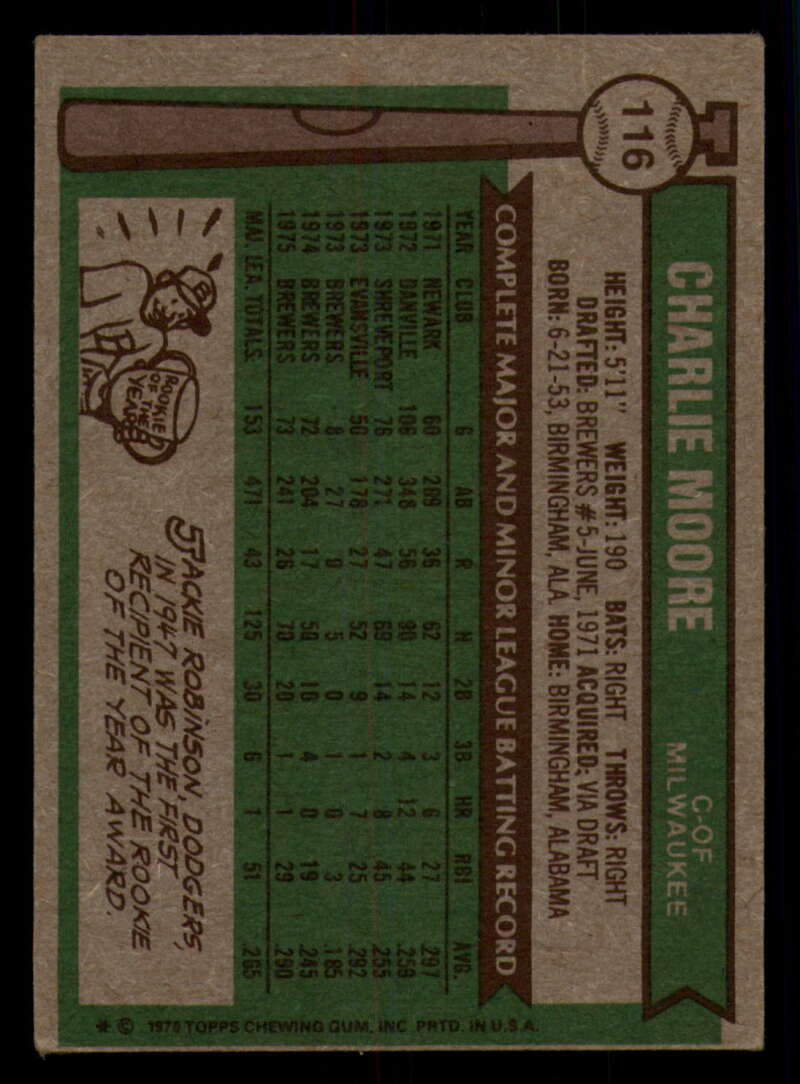 116
CHARLIE MOORE
C-OF
MILWAUKEE
HEIGHT: 5'11" WEIGHT: 190 BATS: RIGHT THROWS: RIGHT
DRAFTED: BREWERS #5-JUNE, 1971 ACQUIRED: VIA DRAFT
BORN: 6-21-53, BIRMINGHAM, ALA. HOME: BIRMINGHAM, ALABAMA
COMPLETE MAJOR AND MINOR LEAGUE BATTING RECORD
YEAR CLUB G AB R H 2B 3B HR RBI AVG.
1971 NEWARK 60 209 36 62 12 3 6 27 .297
1972 DANVILLE 106 348 56 90 14 4 12 44 .259
1973 SHREVEPORT 76 271 47 69 14 2 8 45 .255
1973 EVANSVILLE 50 178 27 52 9 1 7 25 .292
1973 BREWERS 8 27 0 5 0 1 0 3 .185
1974 BREWERS 72 204 17 50 10 4 0 19 .245
1975 BREWERS 73 241 26 70 20 1 1 29 .290
MAJ. LEA. TOTALS 153 471 43 125 30 6 1 51 .265
ROOKIE
OF THE
YEAR
JACKIE ROBINSON, DODGERS,
IN 1947 WAS THE FIRST
RECIPIENT OF THE ROOKIE
OF THE YEAR AWARD.
* © 1976 TOPPS CHEWING GUM, INC. PRTD. IN U.S.A.